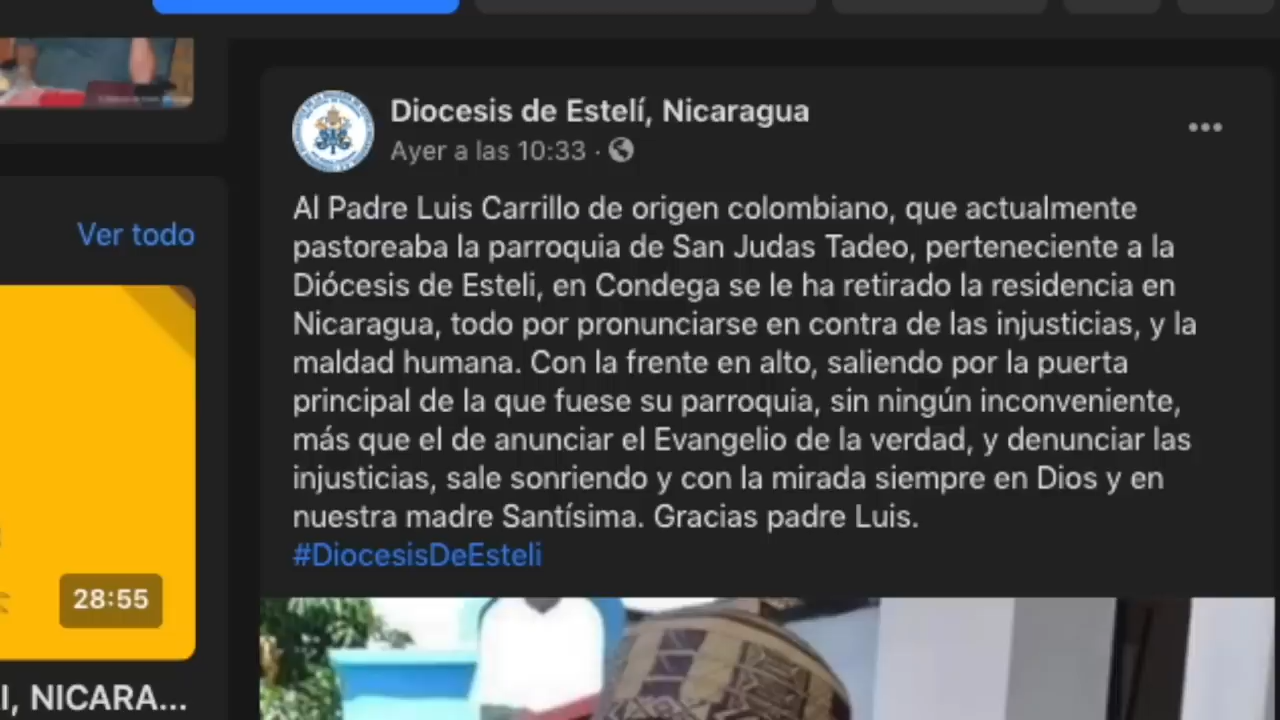 Diocesis de Estelí, Nicaragua
Ayer a las 10:33 ·
Al Padre Luis Carrillo de origen colombiano, que actualmente
pastoreaba la parroquia de San Judas Tadeo, perteneciente a la
Diócesis de Esteli, en Condega se le ha retirado la residencia en
Nicaragua, todo por pronunciarse en contra de las injusticias, y la
maldad humana. Con la frente en alto, saliendo por la puerta
principal de la que fuese su parroquia, sin ningún inconveniente,
más que el de anunciar el Evangelio de la verdad, y denunciar las
injusticias, sale sonriendo y con la mirada siempre en Dios y en
nuestra madre Santísima. Gracias padre Luis.
#DiocesisDeEsteli
Ver todo
28:55
I, NICARA...